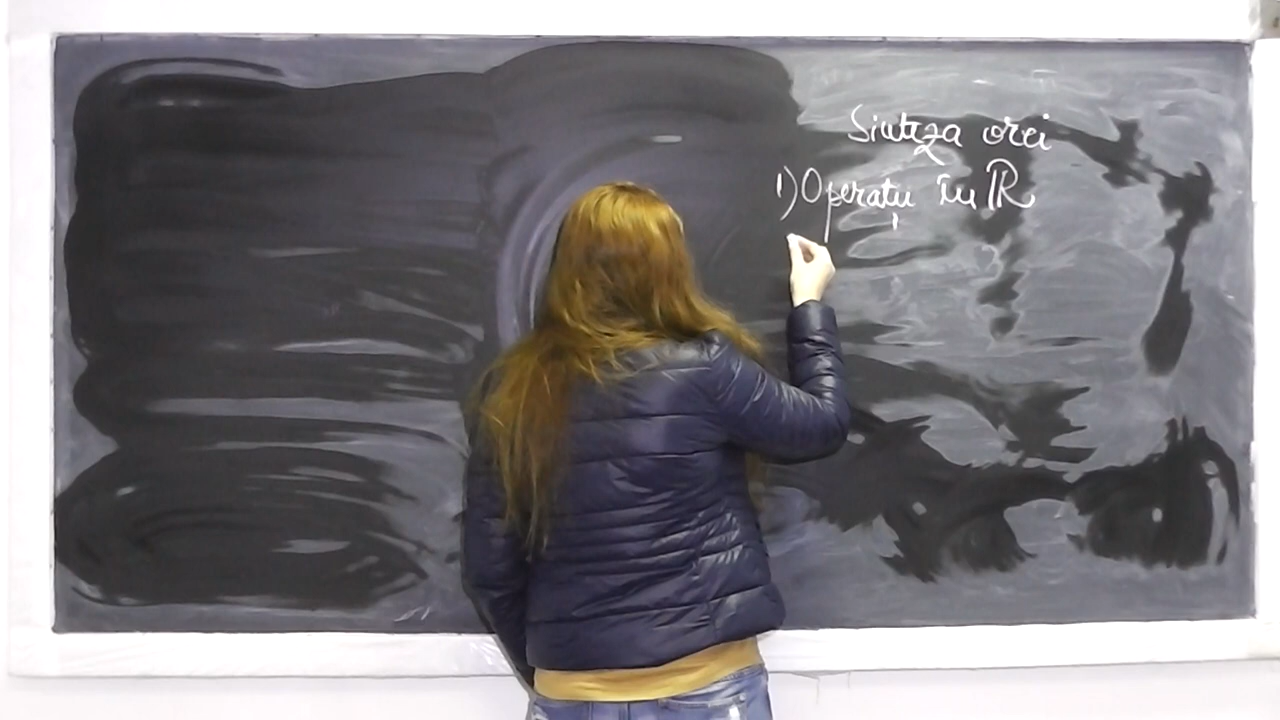 Sinteza orei
1) Operații în ℝ